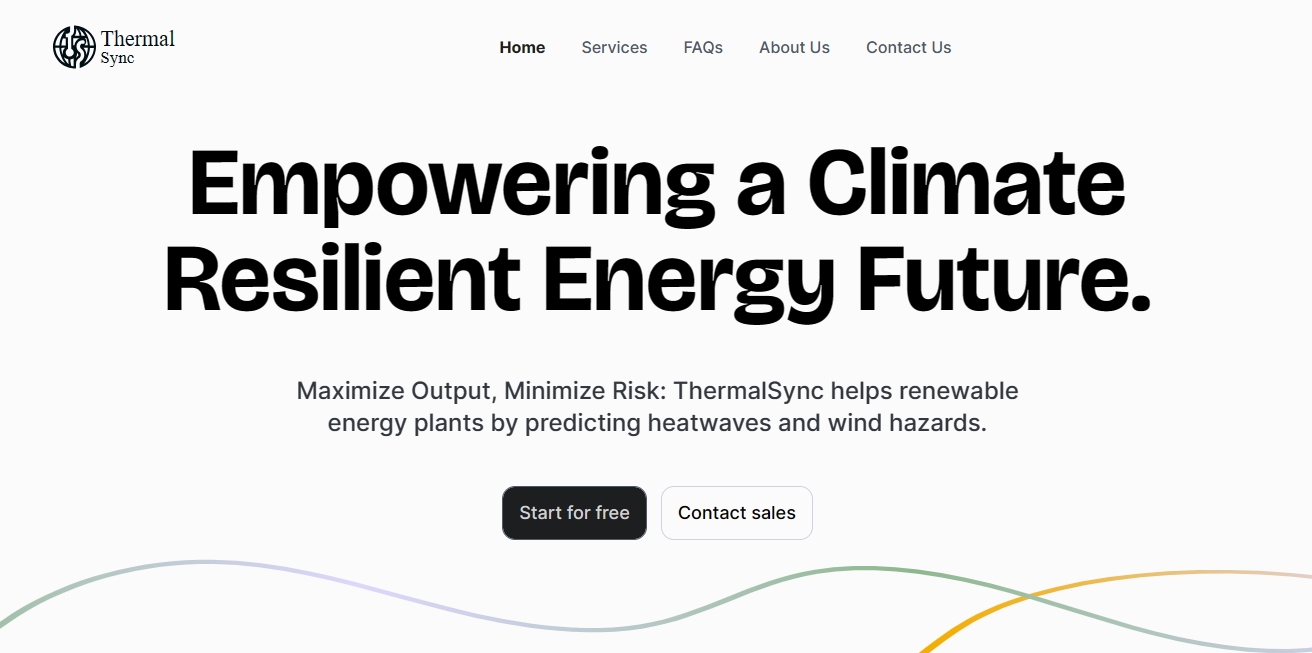 Thermal
Sync
Home Services FAQs About Us Contact Us
Empowering a Climate
Resilient Energy Future.
Maximize Output, Minimize Risk: ThermalSync helps renewable
energy plants by predicting heatwaves and wind hazards.
Start for free Contact sales